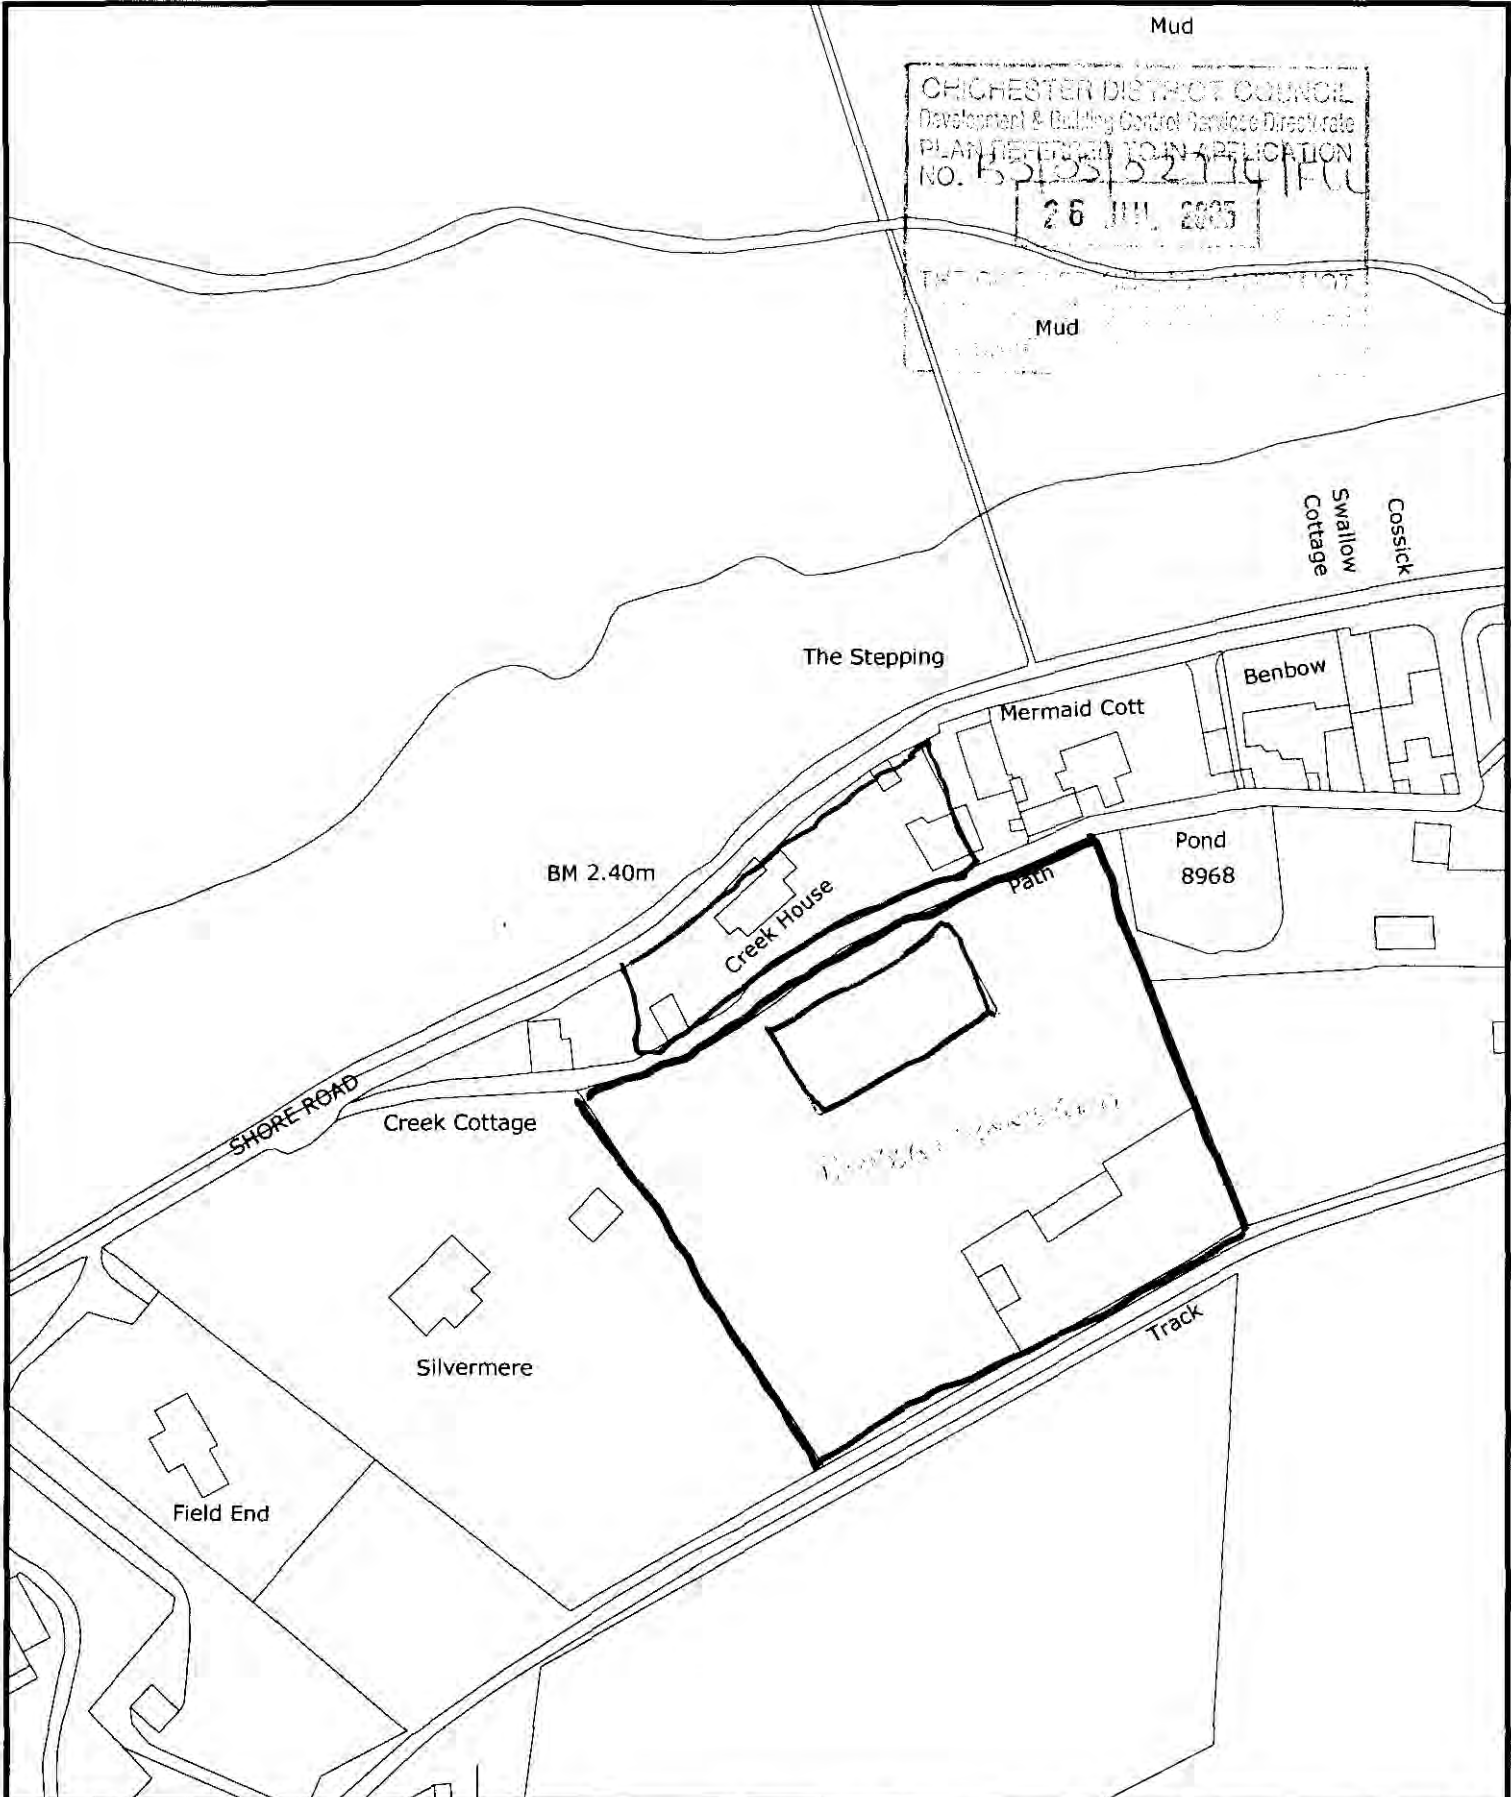 Mud
CHICHESTER DISTRICT COUNCIL
Development & Building Control Services Directorate
PLAN REFERRED TO IN APPLICATION
NO.
26 JUL 2005
Mud
Swallow
Cottage
Cossick
The Stepping
Benbow
Mermaid Cott
Pond
8968
BM 2.40m
Path
Creek House
SHORE ROAD
Creek Cottage
Silvermere
Track
Field End